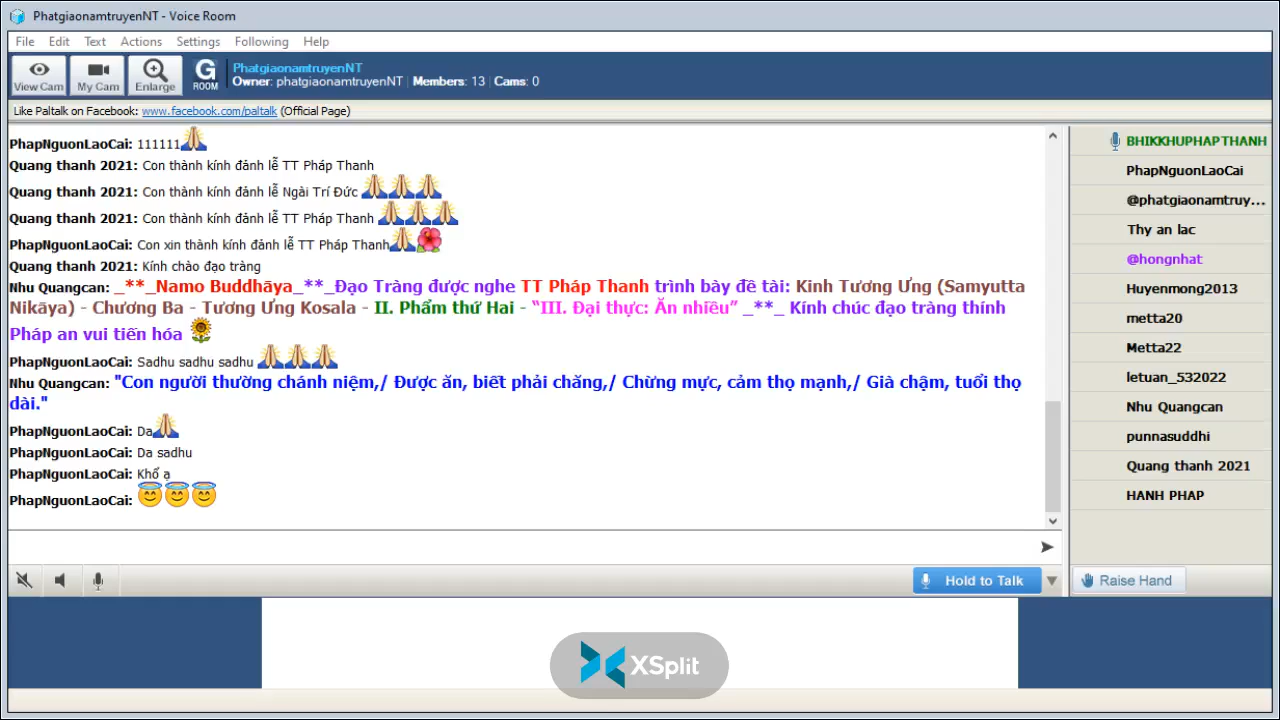 PhatgiaonamtruyenNT - Voice Room
File Edit Text Actions Settings Following Help
View Cam
My Cam
Enlarge
G ROOM
PhatgiaonamtruyenNT
Owner: phatgiaonamtruyenNT | Members: 13 | Cams: 0
Like Paltalk on Facebook: www.facebook.com/paltalk (Official Page)
PhapNguonLaoCai: 111111
Quang thanh 2021: Con thành kính đảnh lễ TT Pháp Thanh
Quang thanh 2021: Con thành kính đảnh lễ Ngài Trí Đức
Quang thanh 2021: Con thành kính đảnh lễ TT Pháp Thanh
PhapNguonLaoCai: Con xin thành kính đảnh lễ TT Pháp Thanh
Quang thanh 2021: Kính chào đạo tràng
Nhu Quangcan: _**_Namo Buddhāya_**_Đạo Tràng được nghe TT Pháp Thanh trình bày đề tài: Kinh Tương Ưng (Samyutta
Nikāya) - Chương Ba - Tương Ưng Kosala - II. Phẩm thứ Hai - “III. Đại thực: Ăn nhiều” _**_ Kính chúc đạo tràng thính
Pháp an vui tiến hóa
PhapNguonLaoCai: Sadhu sadhu sadhu
Nhu Quangcan: "Con người thường chánh niệm,/ Được ăn, biết phải chăng,/ Chừng mực, cảm thọ mạnh,/ Già chậm, tuổi thọ
dài."
PhapNguonLaoCai: Da
PhapNguonLaoCai: Da sadhu
PhapNguonLaoCai: Khổ ạ
PhapNguonLaoCai:
Hold to Talk
BHIKKHUPHAPTHANH
PhapNguonLaoCai
@phatgiaonamtruy...
Thy an lac
@hongnhat
Huyenmong2013
metta20
Metta22
letuan_532022
Nhu Quangcan
punnasuddhi
Quang thanh 2021
HANH PHAP
Raise Hand
XSplit